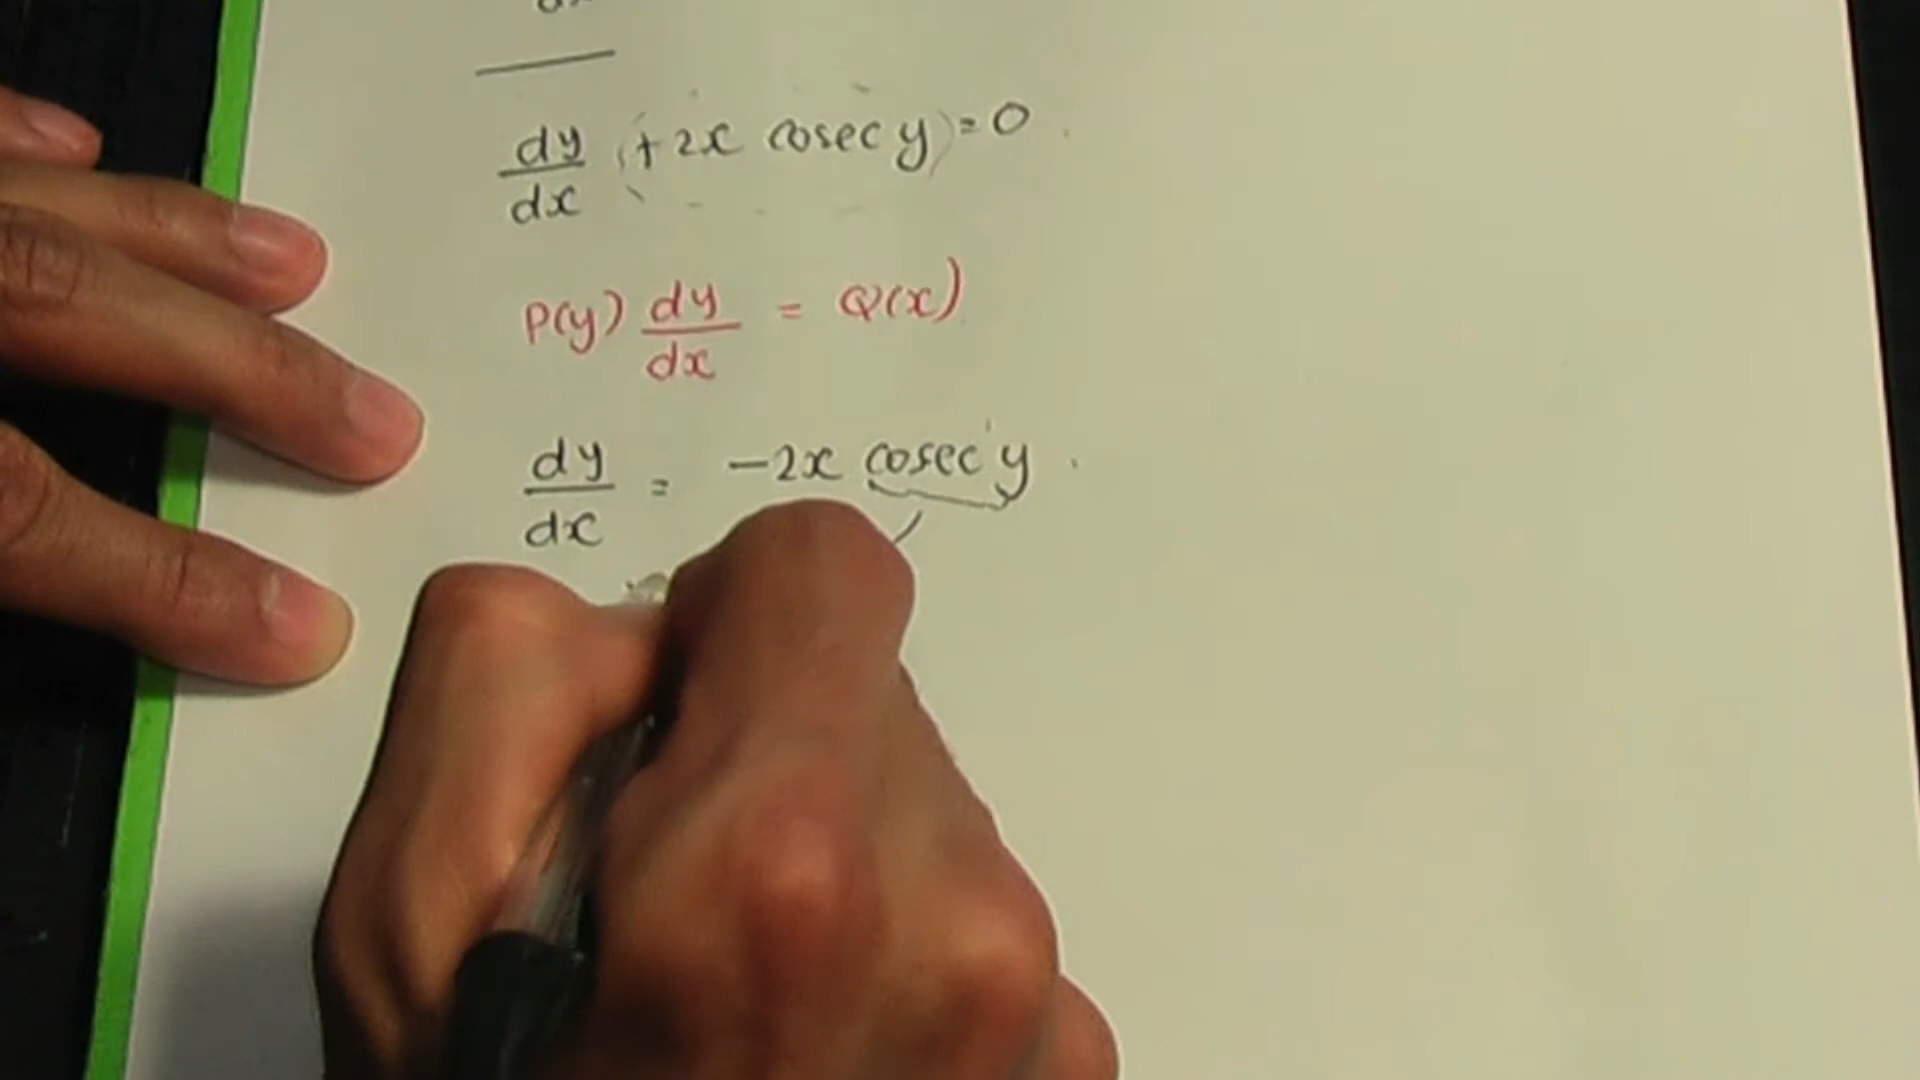 dy/dx + 2x cosec y = 0
P(y) dy/dx = Q(x)
dy/dx = -2x cosec y